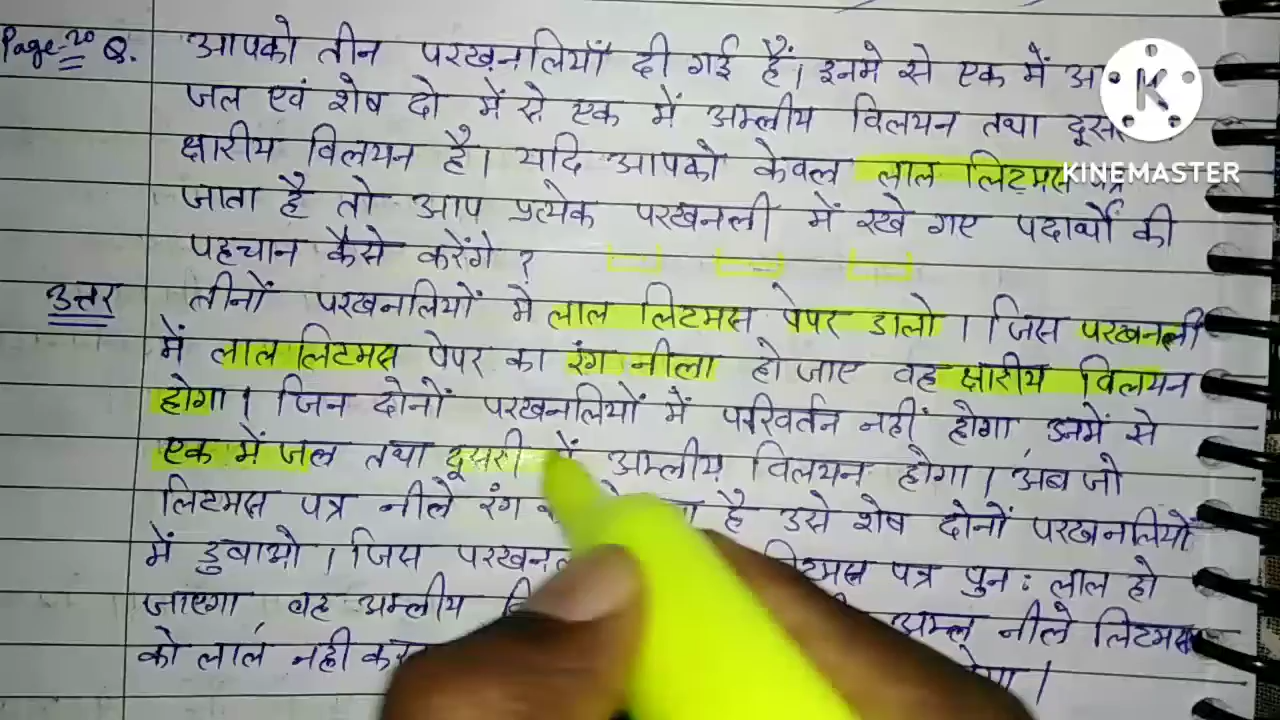 Page-20 Q. आपको तीन परखनलियाँ दी गई हैं। इनमे से एक में
जल एवं शेष दो में से एक में अम्लीय विलयन तथा
क्षारीय विलयन है। यदि आपको केवल लाल लिटमस पत्र
जाता है तो आप प्रत्येक परखनली में रखे गए पदार्थों की
पहचान कैसे करेंगे ?
उत्तर तीनों परखनलियों मे लाल लिटमस पेपर डालो। जिस परखनली
में लाल लिटमस पेपर का रंग नीला हो जाए वह क्षारीय विलयन
होगा। जिन दोनों परखनलियों में परिवर्तन नहीं होगा उनमें से
एक में जल तथा दूसरी में अम्लीय विलयन होगा। अब जो
लिटमस पत्र नीले रंग है उसे शेष दोनों परखनलियों
में डुबाओ। जिस पत्र पुन: लाल हो
जाएगा वह अम्लीय अम्ल नीले लिटमस
को लाल नही
K
KINEMASTER